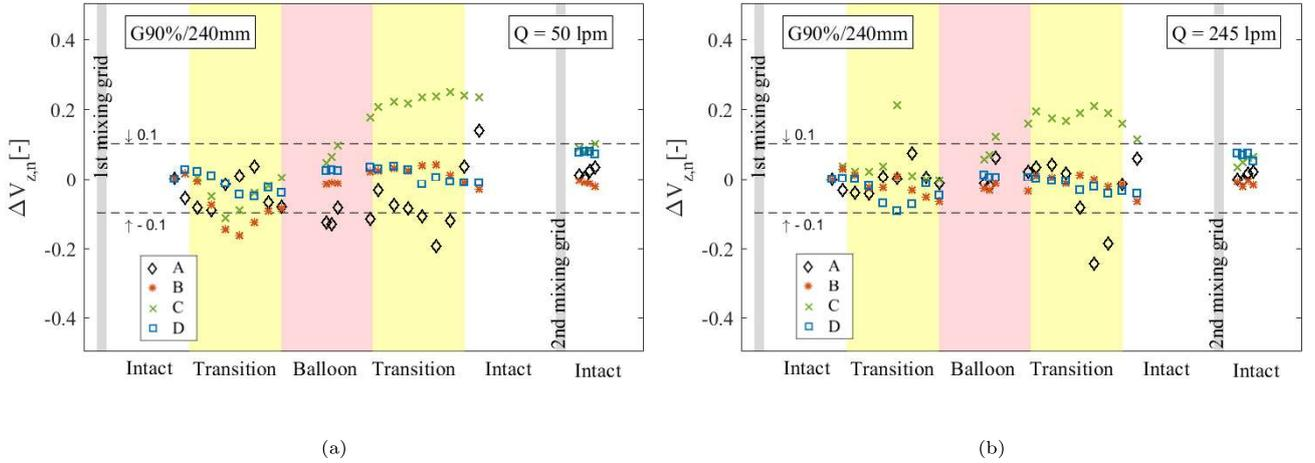 G90%/240mm
Q = 50 lpm
0.4
0.2
0
-0.2
-0.4
ΔV_{z,n}[-]
1st mixing grid
↓ 0.1
↑ - 0.1
A
B
C
D
2nd mixing grid
Intact
Transition
Balloon
Transition
Intact
Intact
(a)
G90%/240mm
Q = 245 lpm
0.4
0.2
0
-0.2
-0.4
ΔV_{z,n}[-]
1st mixing grid
↓ 0.1
↑ -0.1
A
B
C
D
2nd mixing grid
Intact
Transition
Balloon
Transition
Intact
Intact
(b)